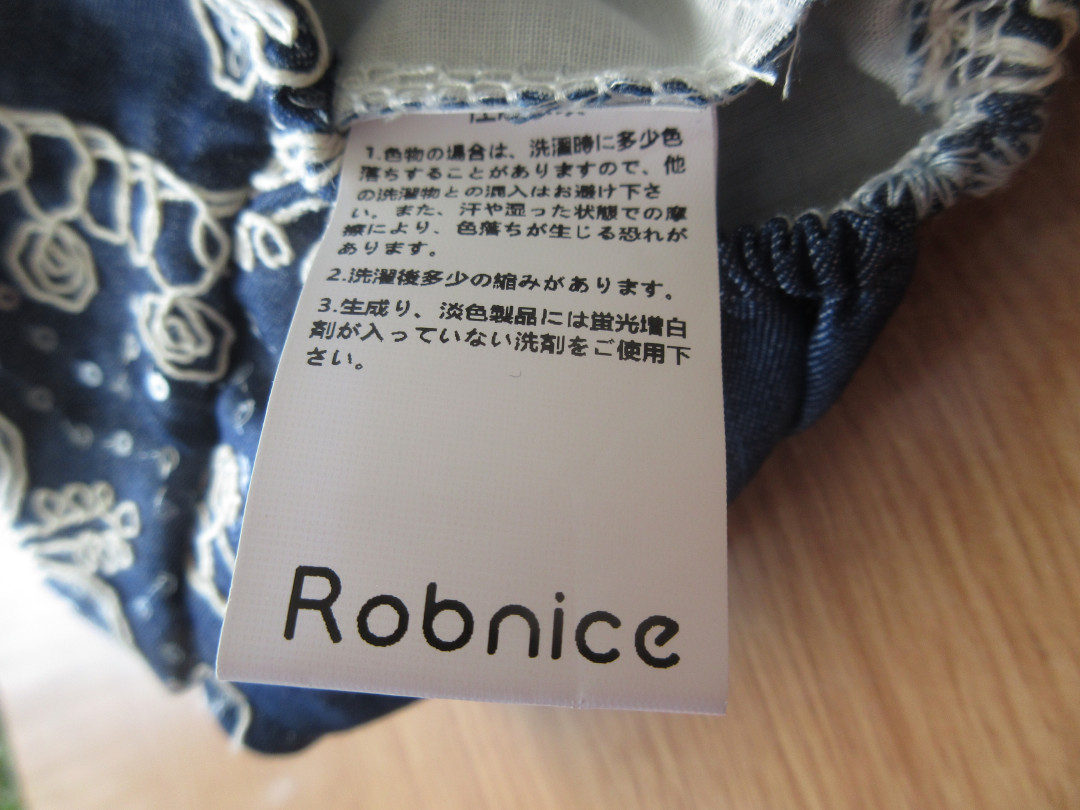 1.色物の場合は、洗濯時に多少色
落ちすることがありますので、他
の洗濯物との混入はお避け下さ
い。また、汗や湿った状態での摩
擦により、色落ちが生じる恐れが
あります。
2.洗濯後多少の縮みがあります。
3.生成り、淡色製品には蛍光増白
剤が入っていない洗剤をご使用下
さい。
Robnice